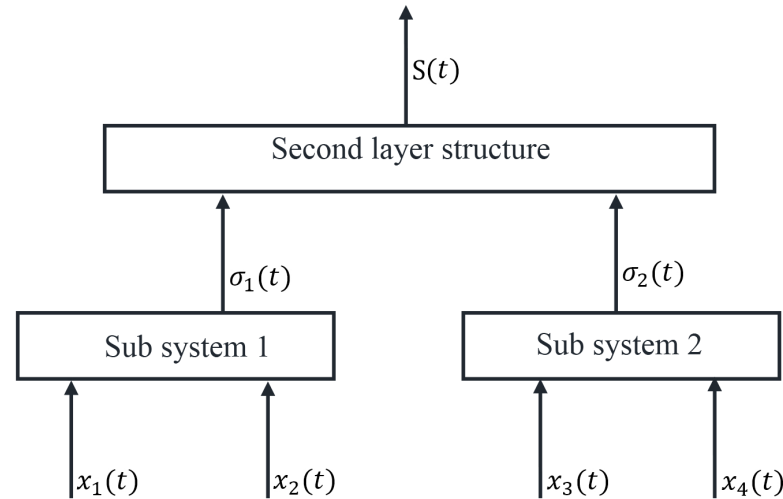 S(t)
Second layer structure
σ₁(t)
σ₂(t)
Sub system 1
Sub system 2
x₁(t)
x₂(t)
x₃(t)
x₄(t)